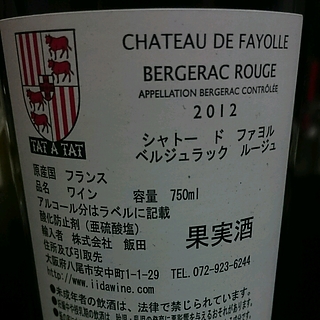 CHATEAU DE FAYOLLE
BERGERAC ROUGE
APPELLATION BERGERAC CONTRÔLÉE
2012
TAT A TAT
シャトー ド ファヨル
ベルジュラック ルージュ
原産国 フランス
品名 ワイン 容量 750ml
アルコール分はラベルに記載
酸化防止剤(亜硫酸塩)
輸入者 株式会社 飯田
住所及び引取先
大阪府八尾市安中町1-1-29 TEL.072-923-6244
www.iidawine.com
果実酒
●未成年者の飲酒は、法律で禁じられています。